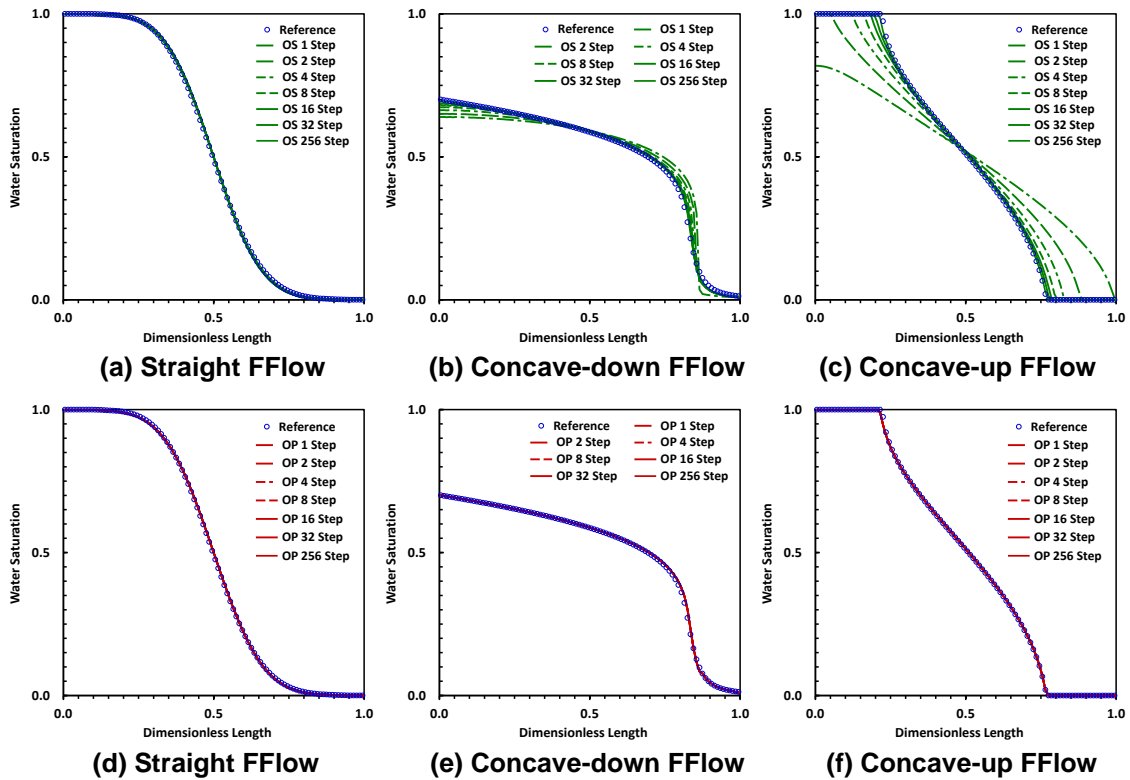 1.0
0.5
0.0
0.0
0.5
1.0
Water Saturation
Dimensionless Length
Reference
OS 1 Step
OS 2 Step
OS 4 Step
OS 8 Step
OS 16 Step
OS 32 Step
OS 256 Step
(a) Straight FFlow
1.0
0.5
0.0
0.0
0.5
1.0
Water Saturation
Dimensionless Length
Reference
OS 1 Step
OS 2 Step
OS 4 Step
OS 8 Step
OS 16 Step
OS 32 Step
OS 256 Step
(b) Concave-down FFlow
1.0
0.5
0.0
0.0
0.5
1.0
Water Saturation
Dimensionless Length
Reference
OS 1 Step
OS 2 Step
OS 4 Step
OS 8 Step
OS 16 Step
OS 32 Step
OS 256 Step
(c) Concave-up FFlow
1.0
0.5
0.0
0.0
0.5
1.0
Water Saturation
Dimensionless Length
Reference
OP 1 Step
OP 2 Step
OP 4 Step
OP 8 Step
OP 16 Step
OP 32 Step
OP 256 Step
(d) Straight FFlow
1.0
0.5
0.0
0.0
0.5
1.0
Water Saturation
Dimensionless Length
Reference
OP 1 Step
OP 2 Step
OP 4 Step
OP 8 Step
OP 16 Step
OP 32 Step
OP 256 Step
(e) Concave-down FFlow
1.0
0.5
0.0
0.0
0.5
1.0
Water Saturation
Dimensionless Length
Reference
OP 1 Step
OP 2 Step
OP 4 Step
OP 8 Step
OP 16 Step
OP 32 Step
OP 256 Step
(f) Concave-up FFlow